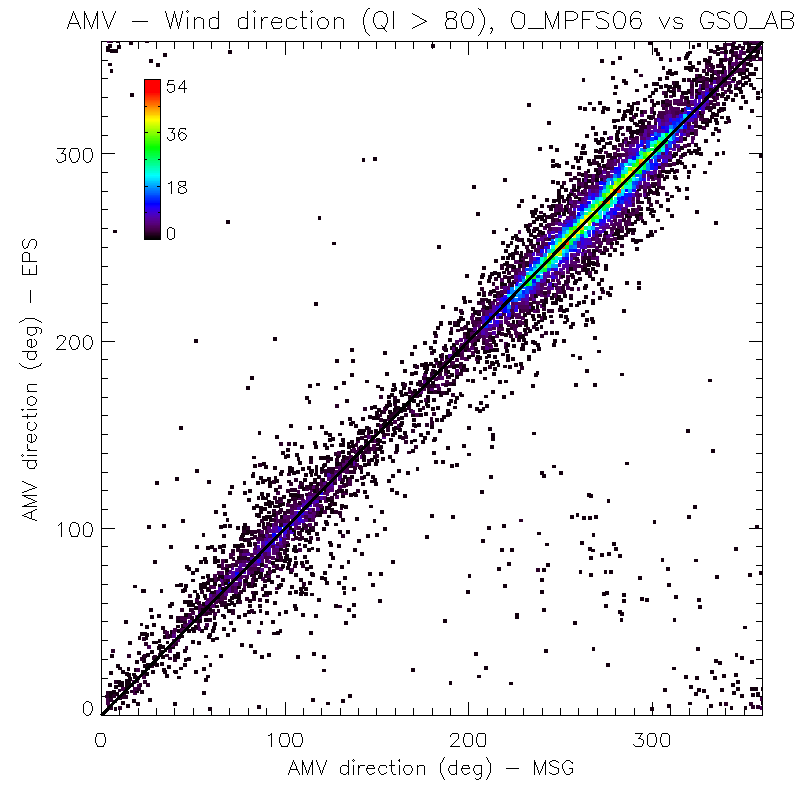 AMV - Wind direction (QI > 80), O_MPFS06 vs GSO_AB
54
36
18
0
300
200
100
0
AMV direction (deg) - EPS
0 100 200 300
AMV direction (deg) - MSG